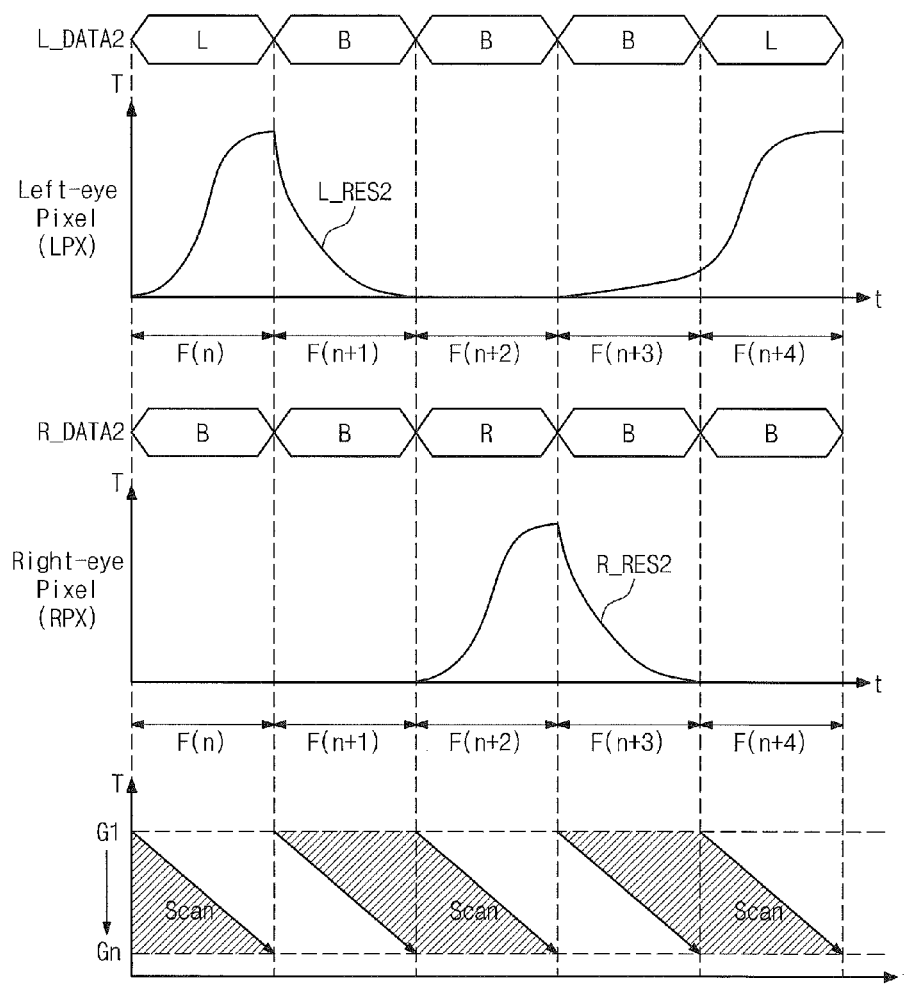 L_DATA2 L B B B L
T
Left-eye
Pixel
(LPX)
L_RES2
t
F(n) F(n+1) F(n+2) F(n+3) F(n+4)
R_DATA2 B B R B B
T
Right-eye
Pixel
(RPX)
R_RES2
t
F(n) F(n+1) F(n+2) F(n+3) F(n+4)
T
G1
Scan Scan Scan
Gn